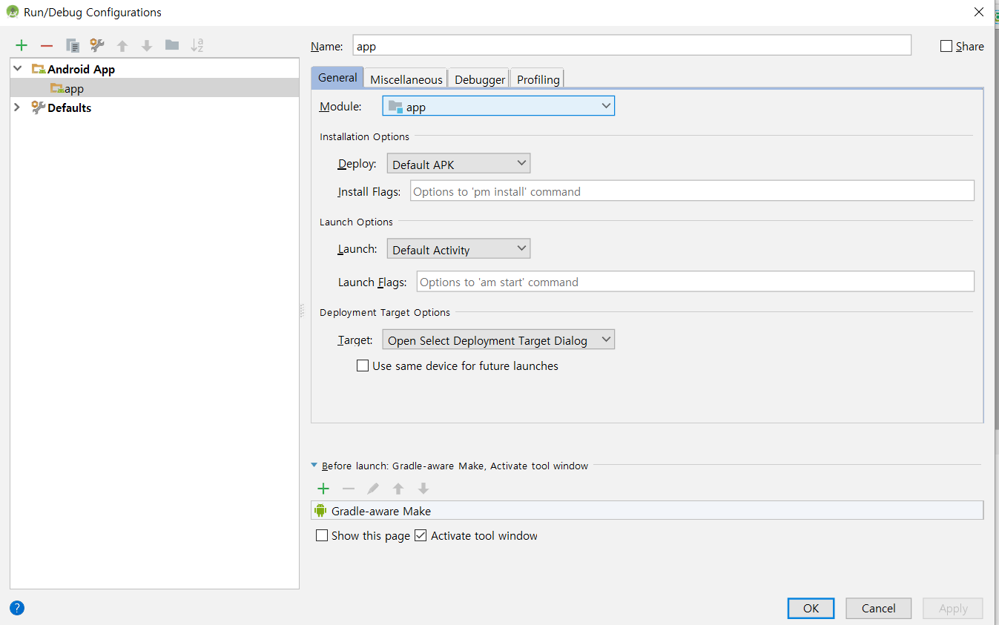 Run/Debug Configurations
Name: app
Share
Android App
app
Defaults
General Miscellaneous Debugger Profiling
Module: app
Installation Options
Deploy: Default APK
Install Flags: Options to 'pm install' command
Launch Options
Launch: Default Activity
Launch Flags: Options to 'am start' command
Deployment Target Options
Target: Open Select Deployment Target Dialog
Use same device for future launches
Before launch: Gradle-aware Make, Activate tool window
Gradle-aware Make
Show this page Activate tool window
OK Cancel Apply